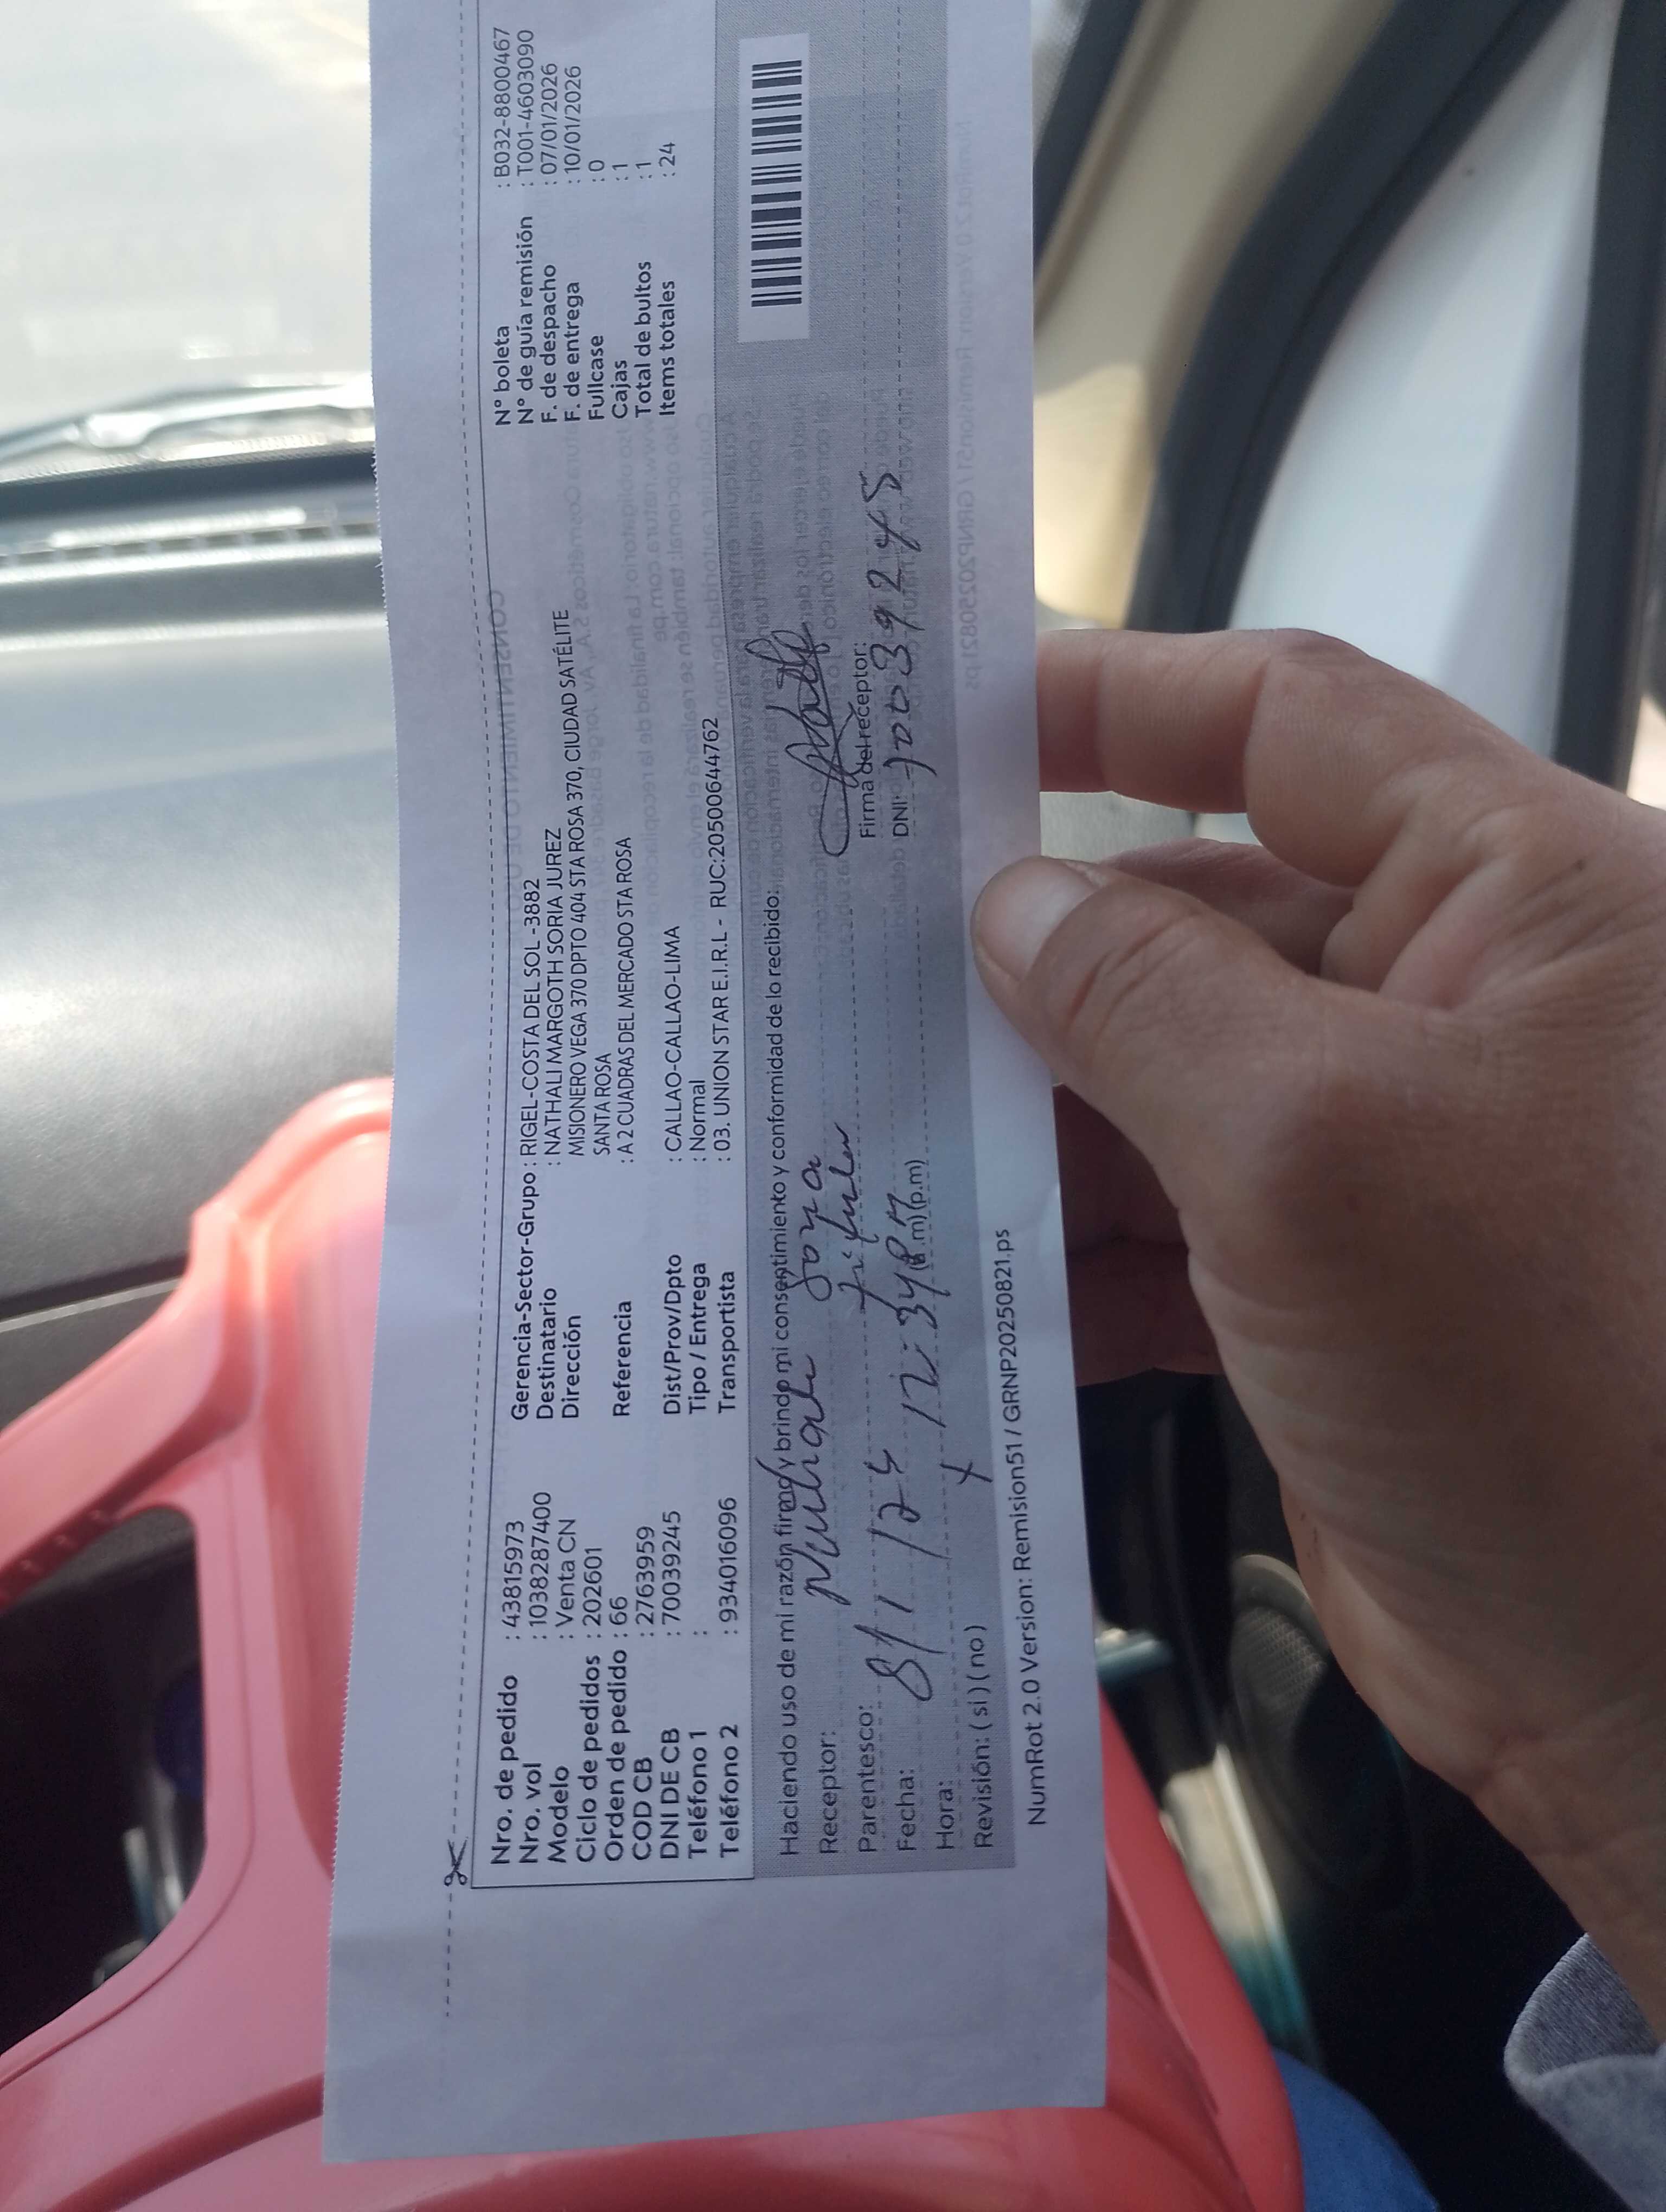 Nro. de pedido : 43815973
Nro. vol : 1038287400
Modelo : Venta CN
Ciclo de pedidos : 202601
Orden de pedido : 66
COD CB : 2763959
DNI DE CB : 70039245
Teléfono 1 :
Teléfono 2 : 934016096
Gerencia-Sector-Grupo : RIGEL-COSTA DEL SOL -3882
Destinatario : NATHALI MARGOTH SORIA JUREZ
Dirección MISIONERO VEGA 370 DPTO 404 STA ROSA 370, CIUDAD SATÉLITE
SANTA ROSA
Referencia : A 2 CUADRAS DEL MERCADO STA ROSA
Dist/Prov/Dpto : CALLAO-CALLAO-LIMA
Tipo / Entrega : Normal
Transportista : 03. UNION STAR E.I.R.L - RUC:20500644762
N° boleta : B032-8800467
N° de guía remisión : T001-4603090
F. de despacho : 07/01/2026
F. de entrega : 10/01/2026
Fullcase : 0
Cajas : 1
Total de bultos : 1
Items totales : 24
Haciendo uso de mi razón firmo y brindo mi consentimiento y conformidad de lo recibido:
Receptor:
Parentesco: titular
Fecha: 8/1/25
Hora: 12:34 PM (a.m) (p.m)
Revisión: ( si ) ( no ) x
Firma del receptor:
DNI: 70039245
NumRot 2.0 Version: Remision51 / GRNP20250821.ps